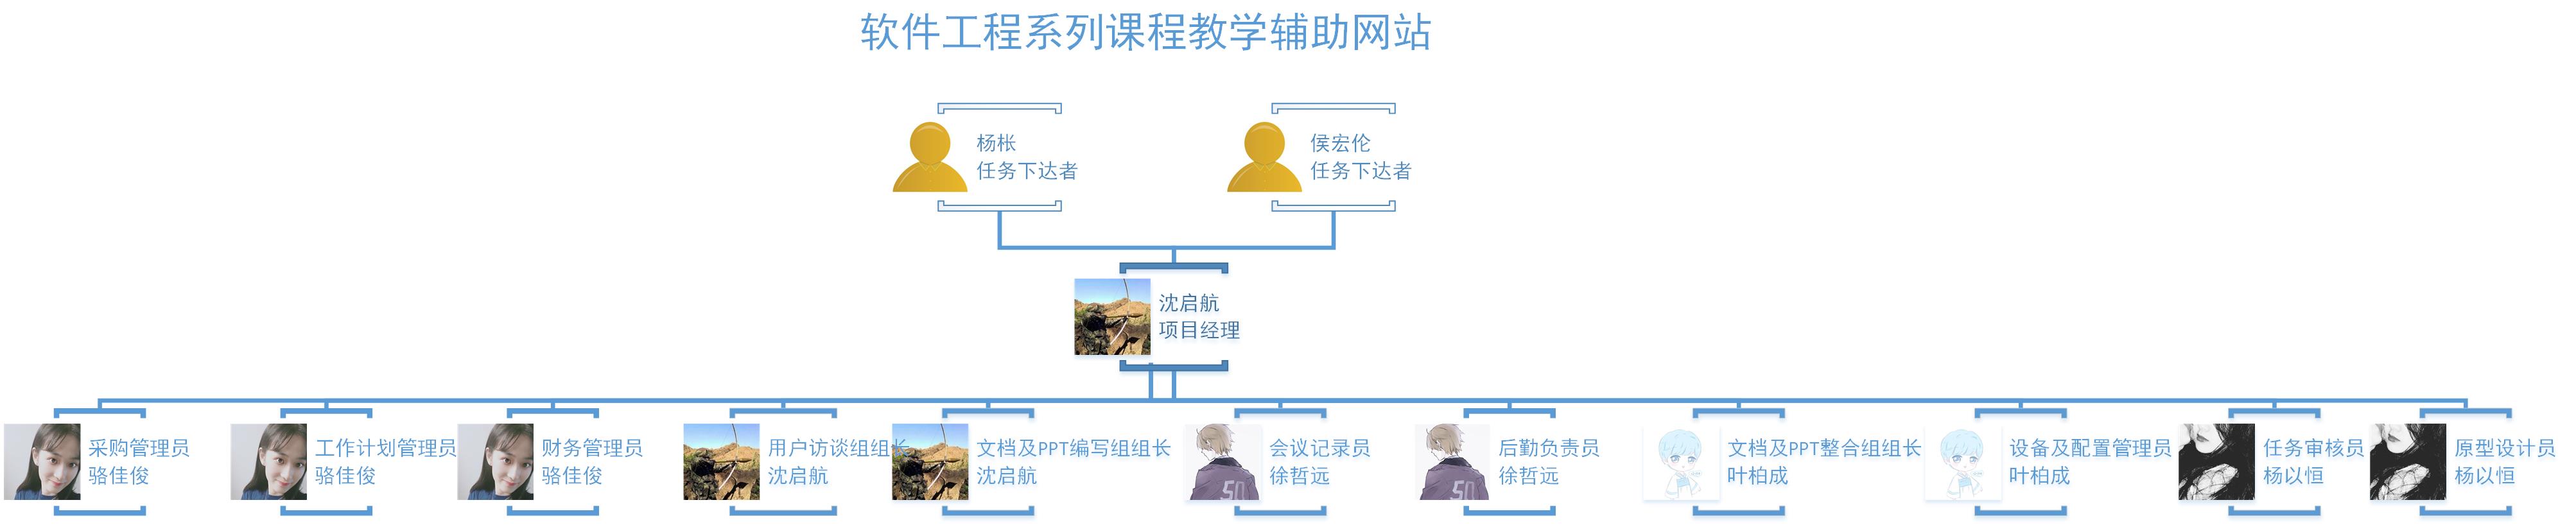 软件工程系列课程教学辅助网站
杨枨
任务下达者
侯宏伦
任务下达者
沈启航
项目经理
采购管理员
骆佳俊
工作计划管理员
骆佳俊
财务管理员
骆佳俊
用户访谈组组长
沈启航
文档及PPT编写组组长
沈启航
会议记录员
徐哲远
后勤负责员
徐哲远
文档及PPT整合组组长
叶柏成
设备及配置管理员
叶柏成
任务审核员
杨以恒
原型设计员
杨以恒